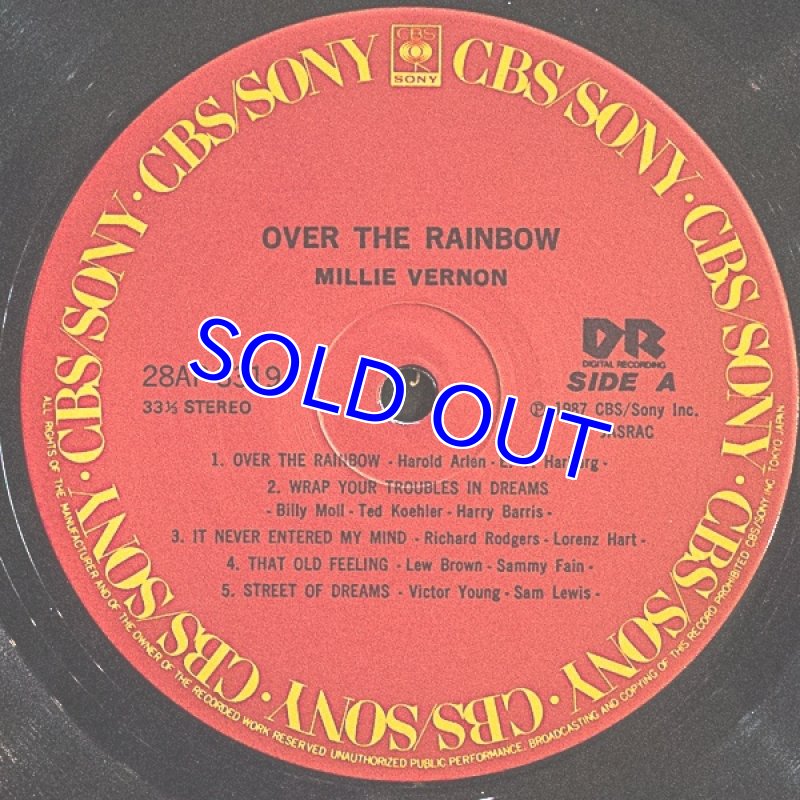 CBS
SONY
CBS/SONY · CBS/SONY · CBS/SONY · CBS/SONY · CBS/SONY · CBS/SONY · CBS/SONY · CBS/SONY
OVER THE RAINBOW
MILLIE VERNON
DR
DIGITAL RECORDING
SIDE A
33⅓ STEREO
Ⓟ 1987 CBS/Sony Inc.
JASRAC
SOLD OUT
1. OVER THE RAINBOW - Harold Arlen -
2. WRAP YOUR TROUBLES IN DREAMS
- Billy Moll - Ted Koehler - Harry Barris -
3. IT NEVER ENTERED MY MIND - Richard Rodgers - Lorenz Hart -
4. THAT OLD FEELING - Lew Brown - Sammy Fain -
5. STREET OF DREAMS - Victor Young - Sam Lewis -
ALL RIGHTS OF THE MANUFACTURER AND OF THE OWNER OF THE RECORDED WORK RESERVED UNAUTHORIZED PUBLIC PERFORMANCE, BROADCASTING AND COPYING OF THIS RECORD PROHIBITED CBS/SONY INC. TOKYO JAPAN